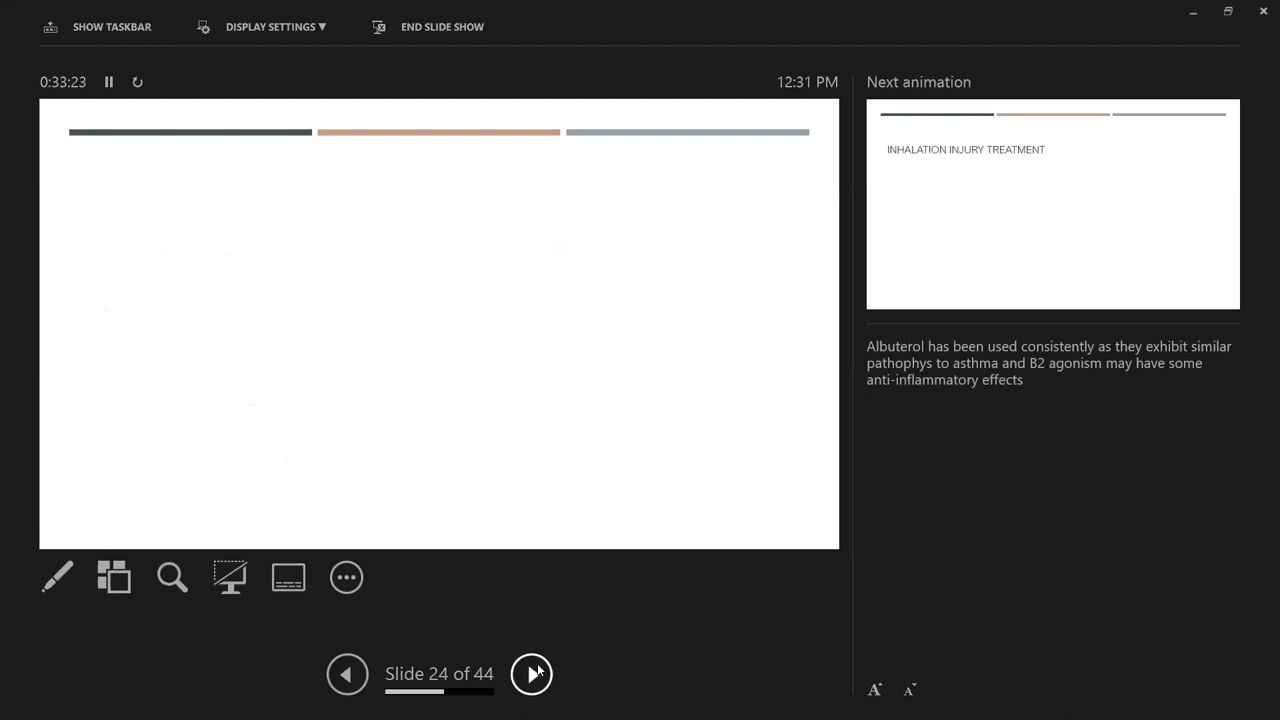 SHOW TASKBAR
DISPLAY SETTINGS ▼
END SLIDE SHOW
0:33:23
12:31 PM
Next animation
INHALATION INJURY TREATMENT
Albuterol has been used consistently as they exhibit similar
pathophys to asthma and B2 agonism may have some
anti-inflammatory effects
Slide 24 of 44
A
A